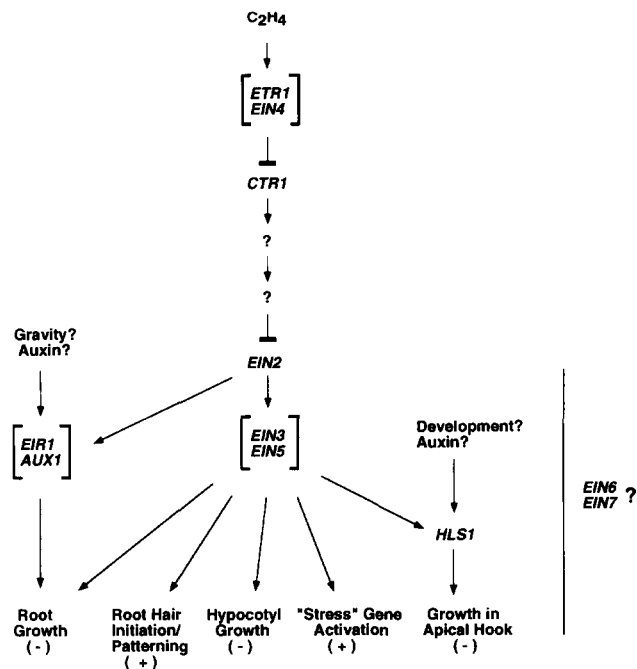 C2H4
ETR1
EIN4
CTR1
?
?
Gravity?
Auxin?
EIN2
EIR1
AUX1
EIN3
EIN5
Development?
Auxin?
EIN6
EIN7 ?
HLS1
Root
Growth
( - )
Root Hair
Initiation/
Patterning
( + )
Hypocotyl
Growth
( - )
"Stress" Gene
Activation
( + )
Growth in
Apical Hook
( - )